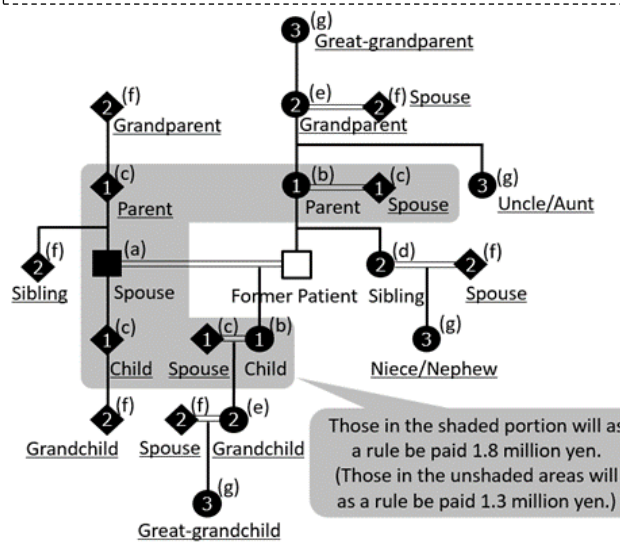 3 (g)
Great-grandparent
2 (f)
Grandparent
2 (e)
Grandparent
2 (f) Spouse
1 (c)
Parent
1 (b)
Parent
1 (c)
Spouse
3 (g)
Uncle/Aunt
2 (f)
Sibling
(a)
Spouse
Former Patient
2 (d)
Sibling
2 (f)
Spouse
1 (c)
Child
1 (c)
Spouse
1 (b)
Child
3 (g)
Niece/Nephew
2 (f)
Grandchild
2 (f)
Spouse
2 (e)
Grandchild
3 (g)
Great-grandchild
Those in the shaded portion will as
a rule be paid 1.8 million yen.
(Those in the unshaded areas will
as a rule be paid 1.3 million yen.)